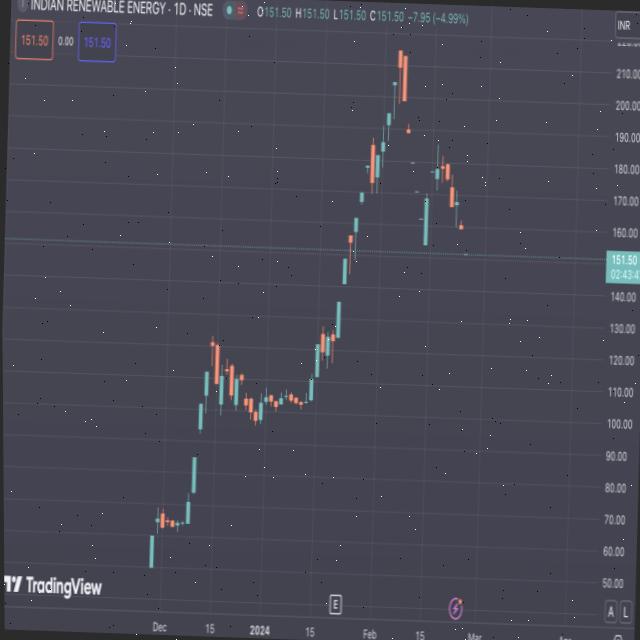 INDIAN RENEWABLE ENERGY · 1D · NSE
O151.50 H151.50 L151.50 C151.50 −7.95 (−4.99%)
INR
151.50 0.00 151.50
210.00
200.00
190.00
180.00
170.00
160.00
151.50
02:43:4
140.00
130.00
120.00
110.00
100.00
90.00
80.00
70.00
60.00
50.00
TradingView
E
A L
Dec 15 2024 15 Feb 15 Mar